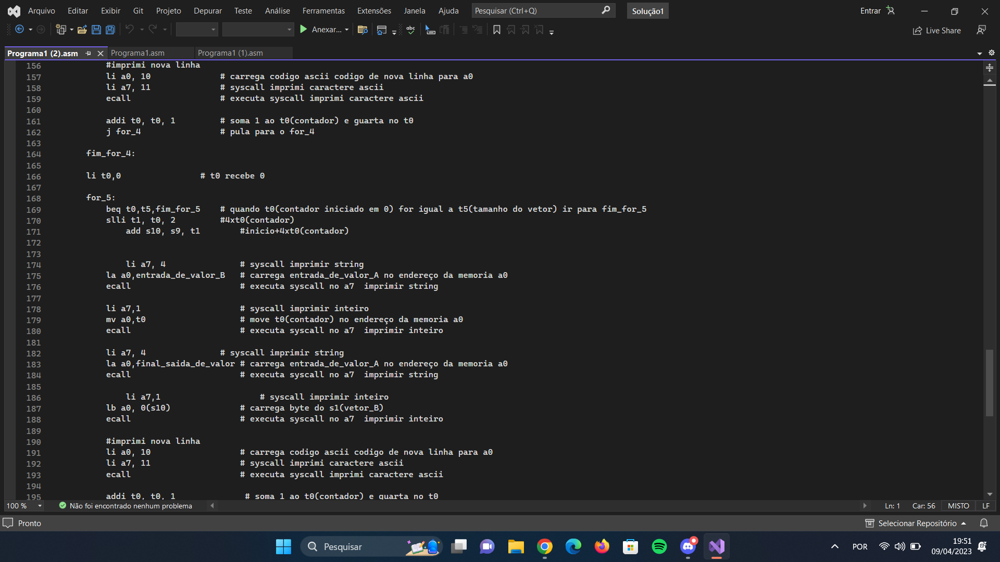 Arquivo Editar Exibir Git Projeto Depurar Teste Análise Ferramentas Extensões Janela Ajuda Pesquisar (Ctrl+Q) Solução1 Entrar
Anexar... abc Live Share
Programa1 (2).asm Programa1.asm Programa1 (1).asm
156 #imprimi nova linha
157 li a0, 10 # carrega codigo ascii codigo de nova linha para a0
158 li a7, 11 # syscall imprimi caractere ascii
159 ecall # executa syscall imprimi caractere ascii
160
161 addi t0, t0, 1 # soma 1 ao t0(contador) e guarta no t0
162 j for_4 # pula para o for_4
163
164 fim_for_4:
165
166 li t0,0 # t0 recebe 0
167
168 for_5:
169 beq t0,t5,fim_for_5 # quando t0(contador iniciado em 0) for igual a t5(tamanho do vetor) ir para fim_for_5
170 slli t1, t0, 2 #4xt0(contador)
171 add s10, s9, t1 #inicio+4xt0(contador)
172
173
174 li a7, 4 # syscall imprimir string
175 la a0,entrada_de_valor_B # carrega entrada_de_valor_A no endereço da memoria a0
176 ecall # executa syscall no a7  imprimir string
177
178 li a7,1 # syscall imprimir inteiro
179 mv a0,t0 # move t0(contador) no endereço da memoria a0
180 ecall # executa syscall no a7  imprimir inteiro
181
182 li a7, 4 # syscall imprimir string
183 la a0,final_saida_de_valor # carrega entrada_de_valor_A no endereço da memoria a0
184 ecall # executa syscall no a7  imprimir string
185
186 li a7,1 # syscall imprimir inteiro
187 lb a0, 0(s10) # carrega byte do s1(vetor_B)
188 ecall # executa syscall no a7  imprimir inteiro
189
190 #imprimi nova linha
191 li a0, 10 # carrega codigo ascii codigo de nova linha para a0
192 li a7, 11 # syscall imprimi caractere ascii
193 ecall # executa syscall imprimi caractere ascii
194
195 addi t0, t0, 1 # soma 1 ao t0(contador) e guarta no t0
100 % Não foi encontrado nenhum problema Ln: 1 Car: 56 MISTO LF
Pronto Selecionar Repositório
Pesquisar POR 19:51
09/04/2023